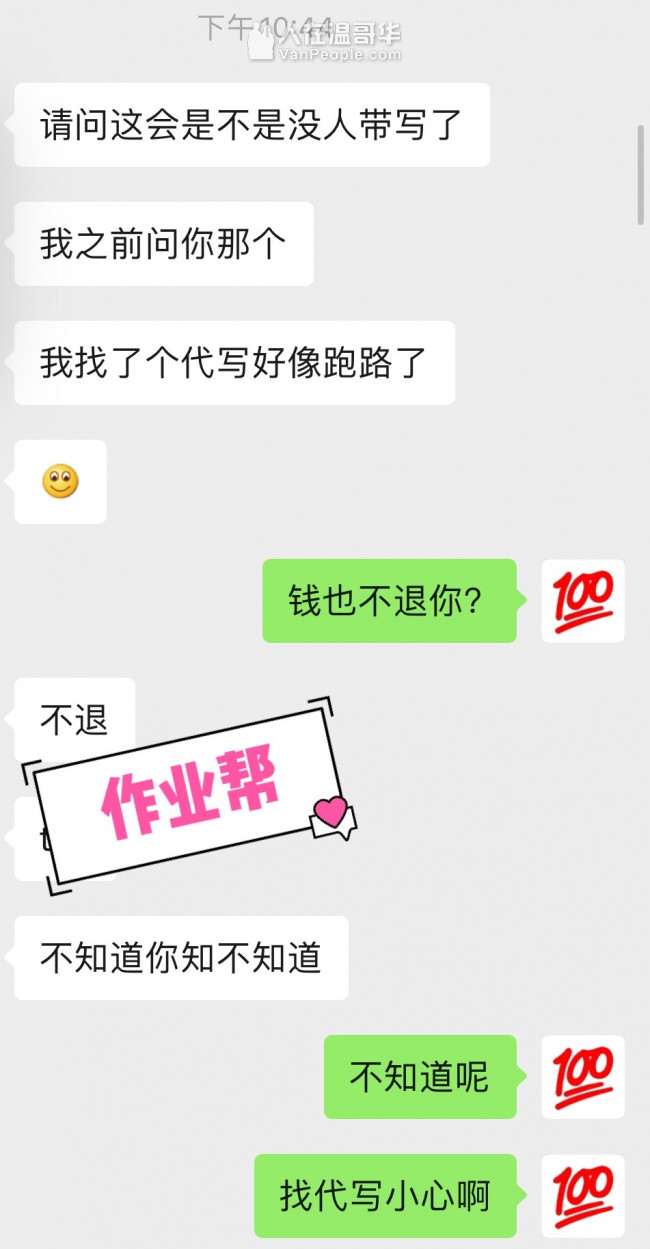 下午10:44
人在温哥华
VanPeople.com
请问这会是不是没人带写了
我之前问你那个
我找了个代写好像跑路了
钱也不退你?
不退
作业帮
不知道你知不知道
不知道呢
找代写小心啊